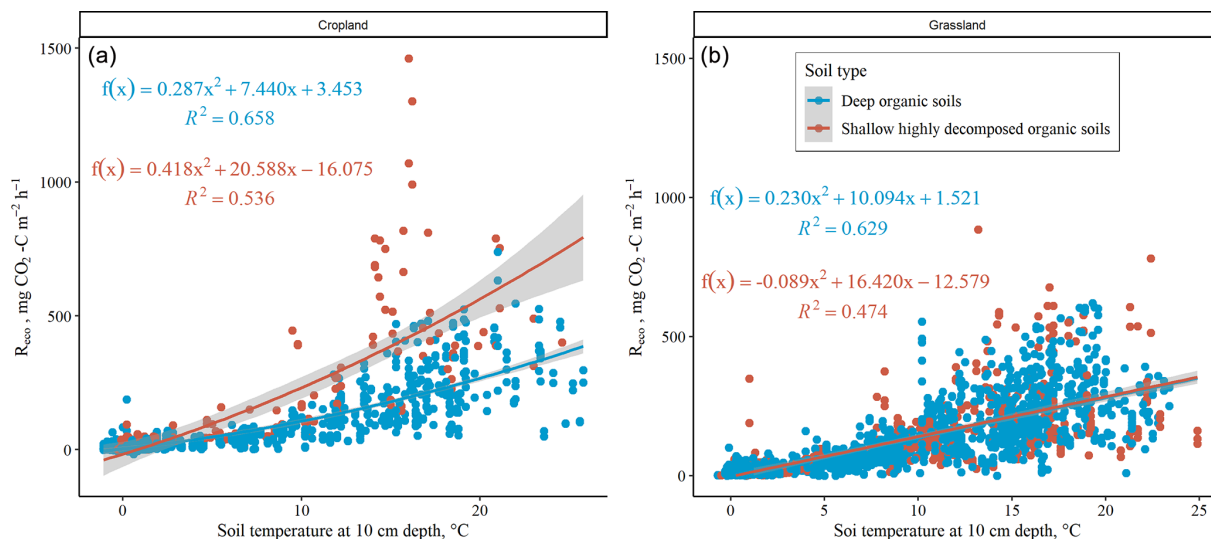 Cropland
(a)
f(x) = 0.287x² + 7.440x + 3.453
R² = 0.658
f(x) = 0.418x² + 20.588x − 16.075
R² = 0.536
1500
1000
500
0
R_eco , mg CO₂ -C m⁻² h⁻¹
0 10 20
Soil temperature at 10 cm depth, °C
Grassland
(b)
Soil type
Deep organic soils
Shallow highly decomposed organic soils
f(x) = 0.230x² + 10.094x + 1.521
R² = 0.629
f(x) = -0.089x² + 16.420x − 12.579
R² = 0.474
1500
1000
500
0
R_eco , mg CO₂ -C m⁻² h⁻¹
0 5 10 15 20 25
Soil temperature at 10 cm depth, °C